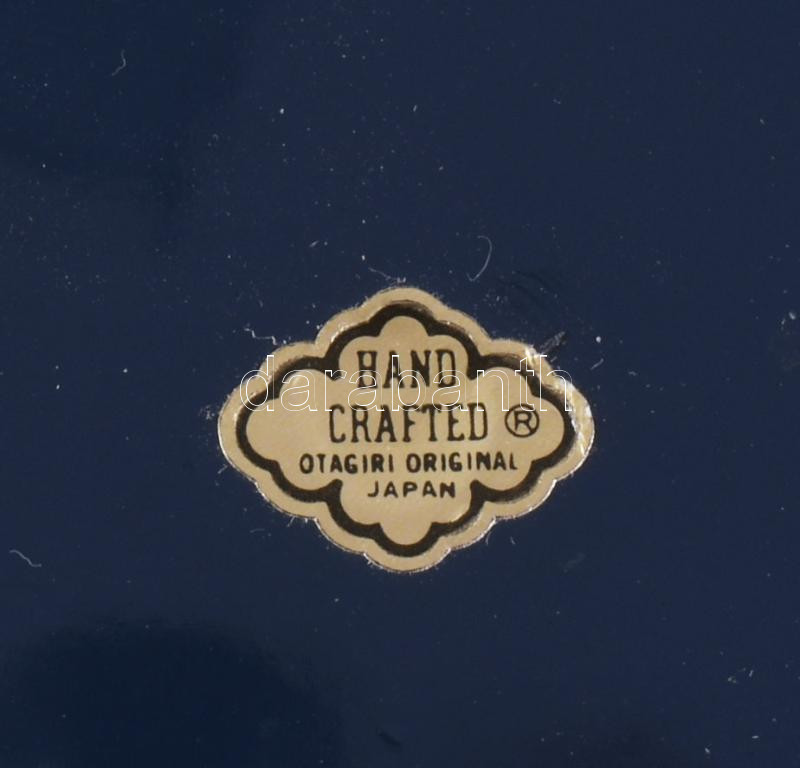 HAND
darabanth
CRAFTED ®
OTAGIRI ORIGINAL
JAPAN